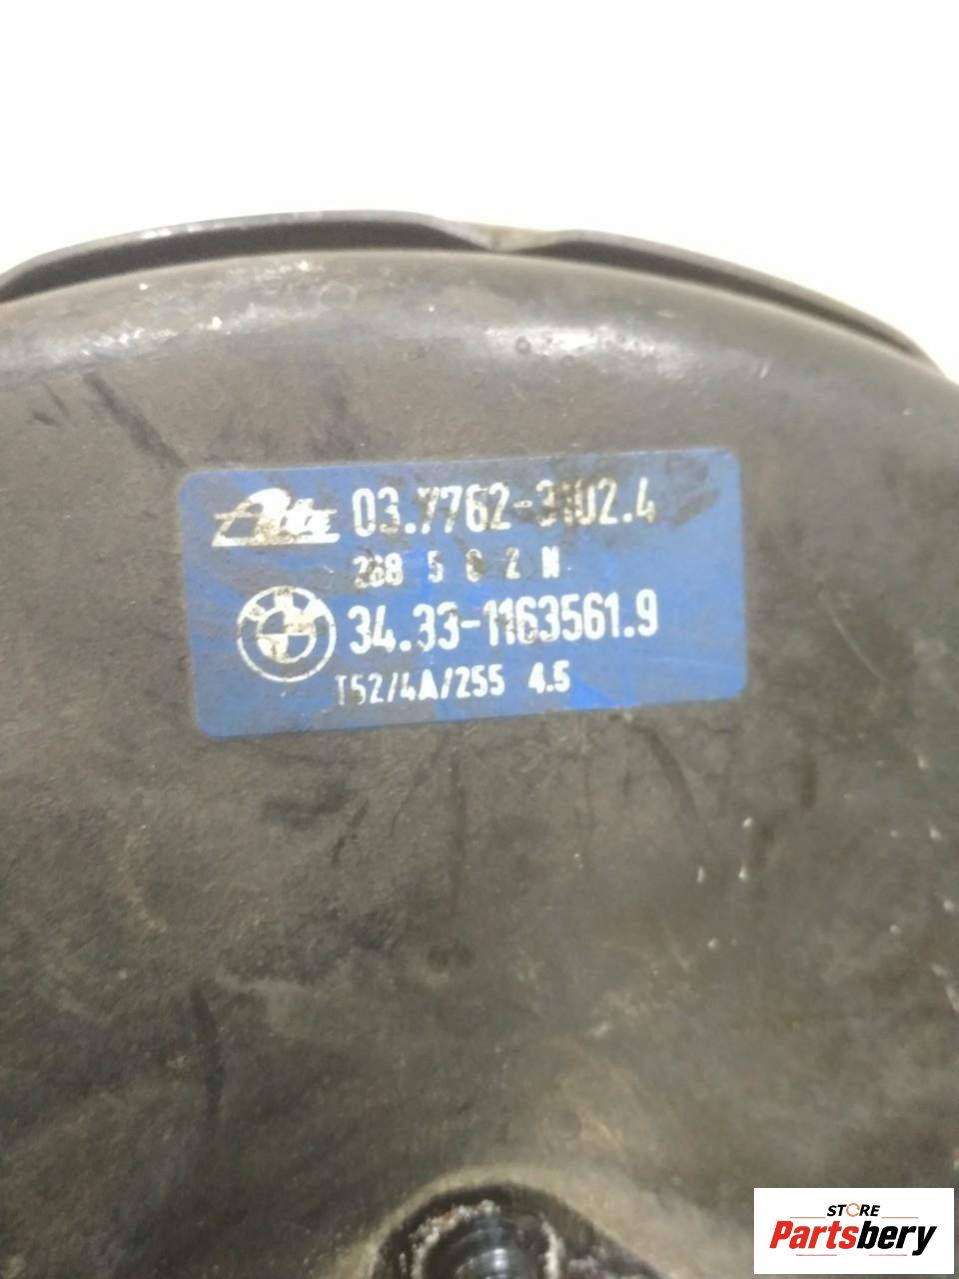 Ate 03.7762-3102.4
268 5 0 2 N
34.33-1163561.9
T52/4A/255 4.5
STORE
Partsbery